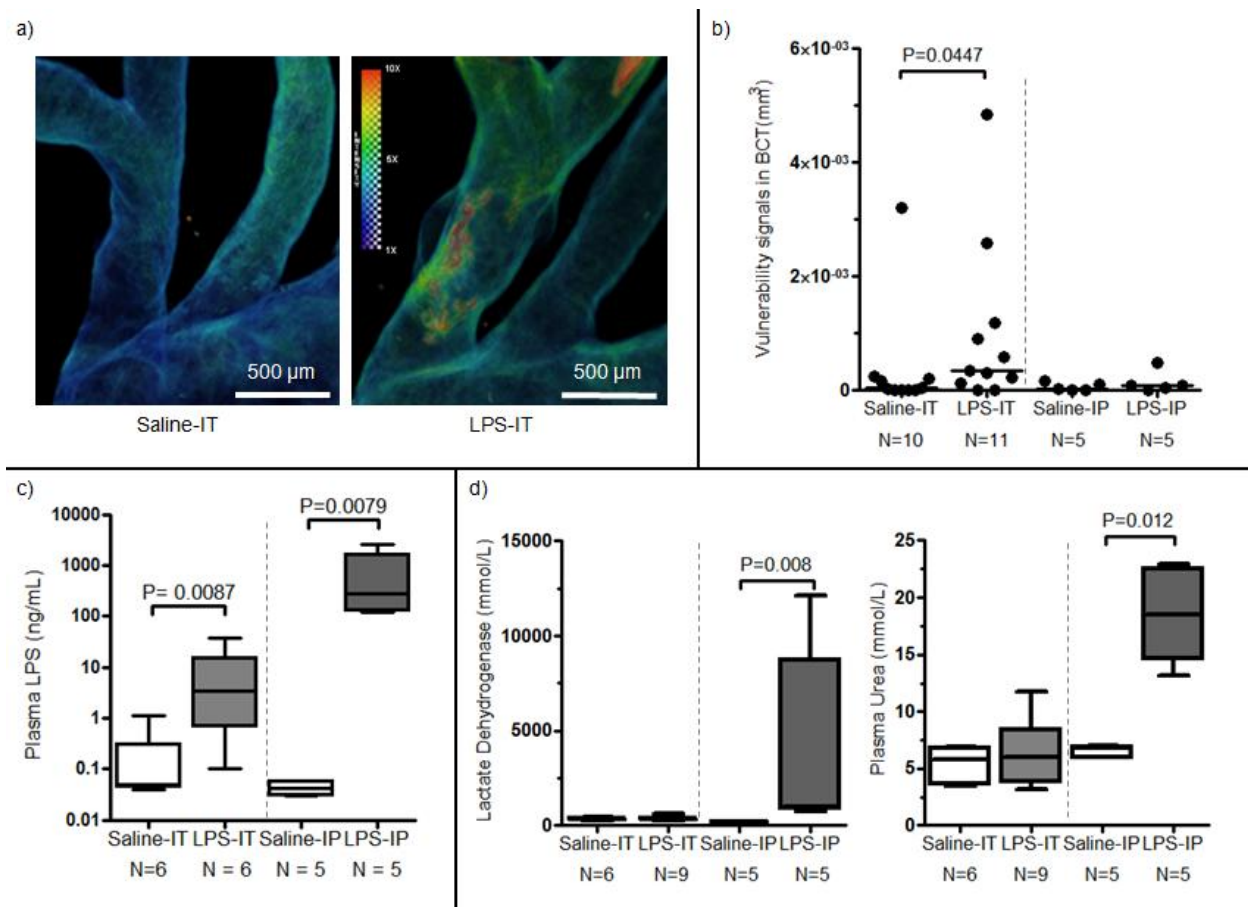 a)
10X
5X
1X
INTENSITY
500 µm
500 µm
Saline-IT
LPS-IT
b)
Vulnerability signals in BCT(mm³)
6×10⁻⁰³
4×10⁻⁰³
2×10⁻⁰³
0
P=0.0447
Saline-IT LPS-IT Saline-IP LPS-IP
N=10 N=11 N=5 N=5
c)
Plasma LPS (ng/mL)
10000
1000
100
10
1
0.1
0.01
P= 0.0087
P=0.0079
Saline-IT LPS-IT Saline-IP LPS-IP
N=6 N = 6 N = 5 N = 5
d)
Lactate Dehydrogenase (mmol/L)
15000
10000
5000
0
P=0.008
Saline-IT LPS-IT Saline-IP LPS-IP
N=6 N=9 N=5 N=5
Plasma Urea (mmol/L)
25
20
15
10
5
0
P=0.012
Saline-IT LPS-IT Saline-IP LPS-IP
N=6 N=9 N=5 N=5